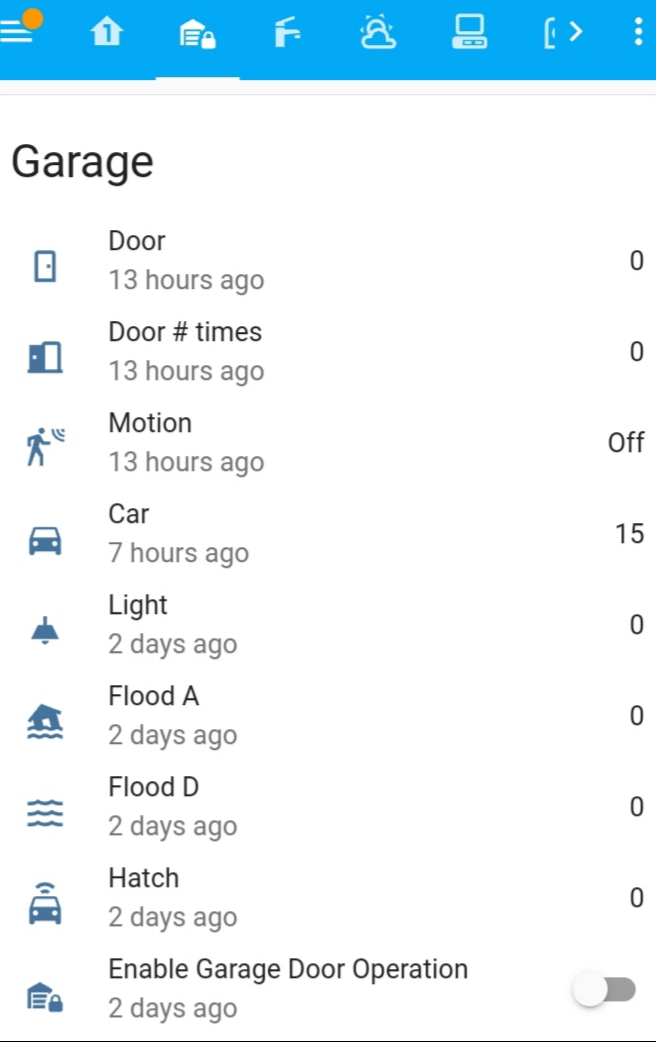 1
Garage
Door
13 hours ago
0
Door # times
13 hours ago
0
Motion
13 hours ago
Off
Car
7 hours ago
15
Light
2 days ago
0
Flood A
2 days ago
0
Flood D
2 days ago
0
Hatch
2 days ago
0
Enable Garage Door Operation
2 days ago